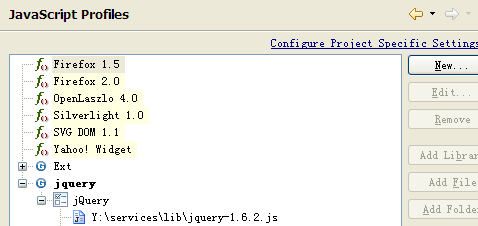 JavaScript Profiles
Configure Project Specific Settings
Firefox 1.5
Firefox 2.0
OpenLaszlo 4.0
Silverlight 1.0
SVG DOM 1.1
Yahoo! Widget
Ext
jquery
jQuery
Y:\services\lib\jquery-1.6.2.js
New...
Edit...
Remove
Add Librar
Add File
Add Folder